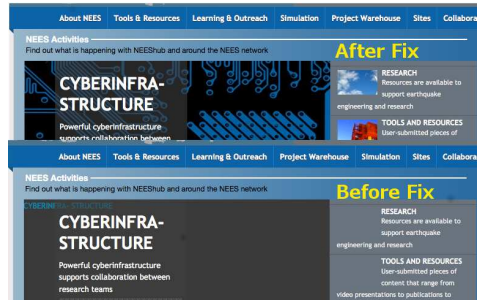 About NEES Tools & Resources Learning & Outreach Simulation Project Warehouse Sites Collabora
NEES Activities
Find out what is happening with NEEShub and around the NEES network
After Fix
CYBERINFRA-
STRUCTURE
Powerful cyberinfrastructure
supports collaboration between
RESEARCH
Resources are available to
support earthquake
engineering and research
TOOLS AND RESOURCES
User-submitted pieces of
About NEES Tools & Resources Learning & Outreach Project Warehouse Simulation Sites Collabora
NEES Activities
Find out what is happening with NEEShub and around the NEES network
Before Fix
CYBERINFRA- STRUCTURE
CYBERINFRA-
STRUCTURE
Powerful cyberinfrastructure
supports collaboration between
research teams
RESEARCH
Resources are available to
support earthquake
engineering and research
TOOLS AND RESOURCES
User-submitted pieces of
content that range from
video presentations to publications to